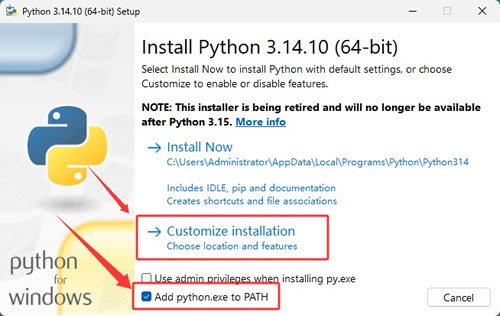 Python 3.14.10 (64-bit) Setup
Install Python 3.14.10 (64-bit)
Select Install Now to install Python with default settings, or choose
Customize to enable or disable features.
NOTE: This installer is being retired and will no longer be available
after Python 3.15. More info
Install Now
C:\Users\Administrator\AppData\Local\Programs\Python\Python314
Includes IDLE, pip and documentation
Creates shortcuts and file associations
Customize installation
Choose location and features
Use admin privileges when installing py.exe
Add python.exe to PATH
Cancel
python
for
windows